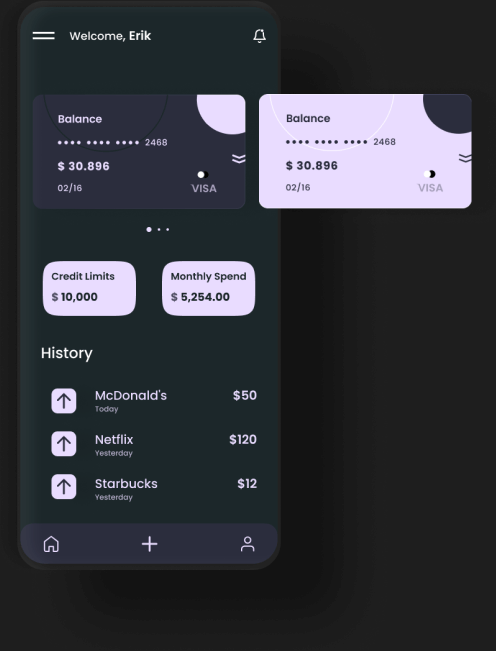 Welcome, Erik
Balance
•••• •••• •••• 2468
$ 30.896
02/16
VISA
Balance
•••• •••• •••• 2468
$ 30.896
02/16
VISA
Credit Limits
$ 10,000
Monthly Spend
$ 5,254.00
History
McDonald's $50
Today
Netflix $120
Yesterday
Starbucks $12
Yesterday